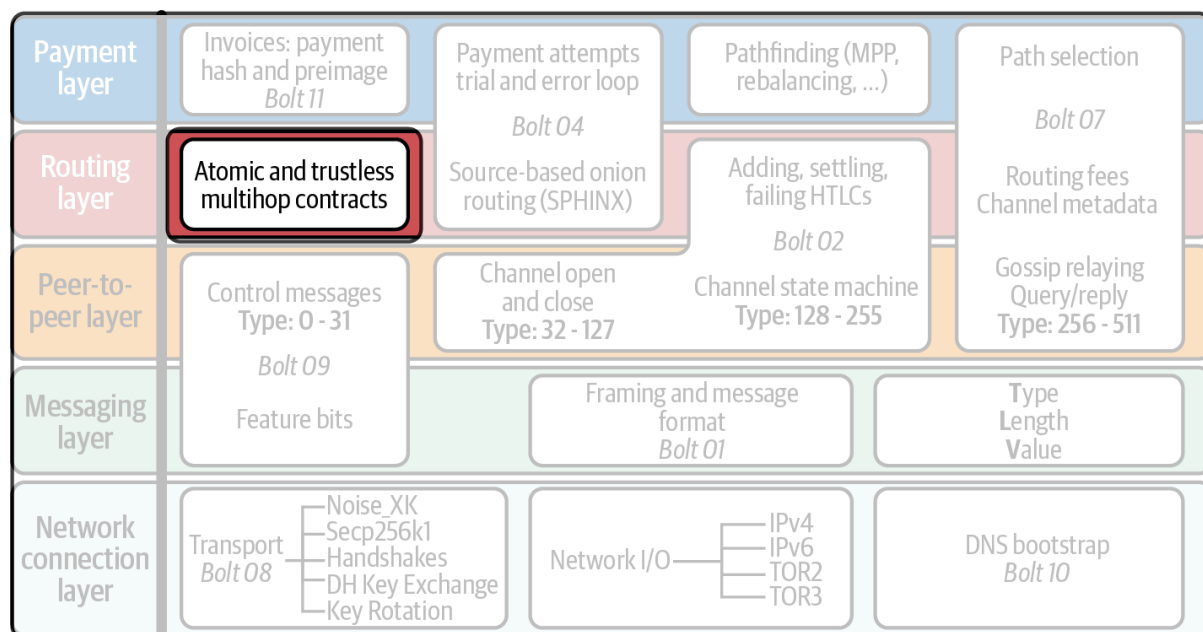 Payment
layer
Invoices: payment
hash and preimage
Bolt 11
Payment attempts
trial and error loop
Bolt 04
Source-based onion
routing (SPHINX)
Pathfinding (MPP,
rebalancing, ...)
Path selection
Bolt 07
Routing fees
Channel metadata
Gossip relaying
Query/reply
Type: 256 - 511
Routing
layer
Atomic and trustless
multihop contracts
Adding, settling,
failing HTLCs
Bolt 02
Channel state machine
Type: 128 - 255
Peer-to-
peer layer
Control messages
Type: 0 - 31
Bolt 09
Feature bits
Channel open
and close
Type: 32 - 127
Messaging
layer
Framing and message
format
Bolt 01
Type
Length
Value
Network
connection
layer
Transport
Bolt 08
Noise_XK
Secp256k1
Handshakes
DH Key Exchange
Key Rotation
Network I/O
IPv4
IPv6
TOR2
TOR3
DNS bootstrap
Bolt 10